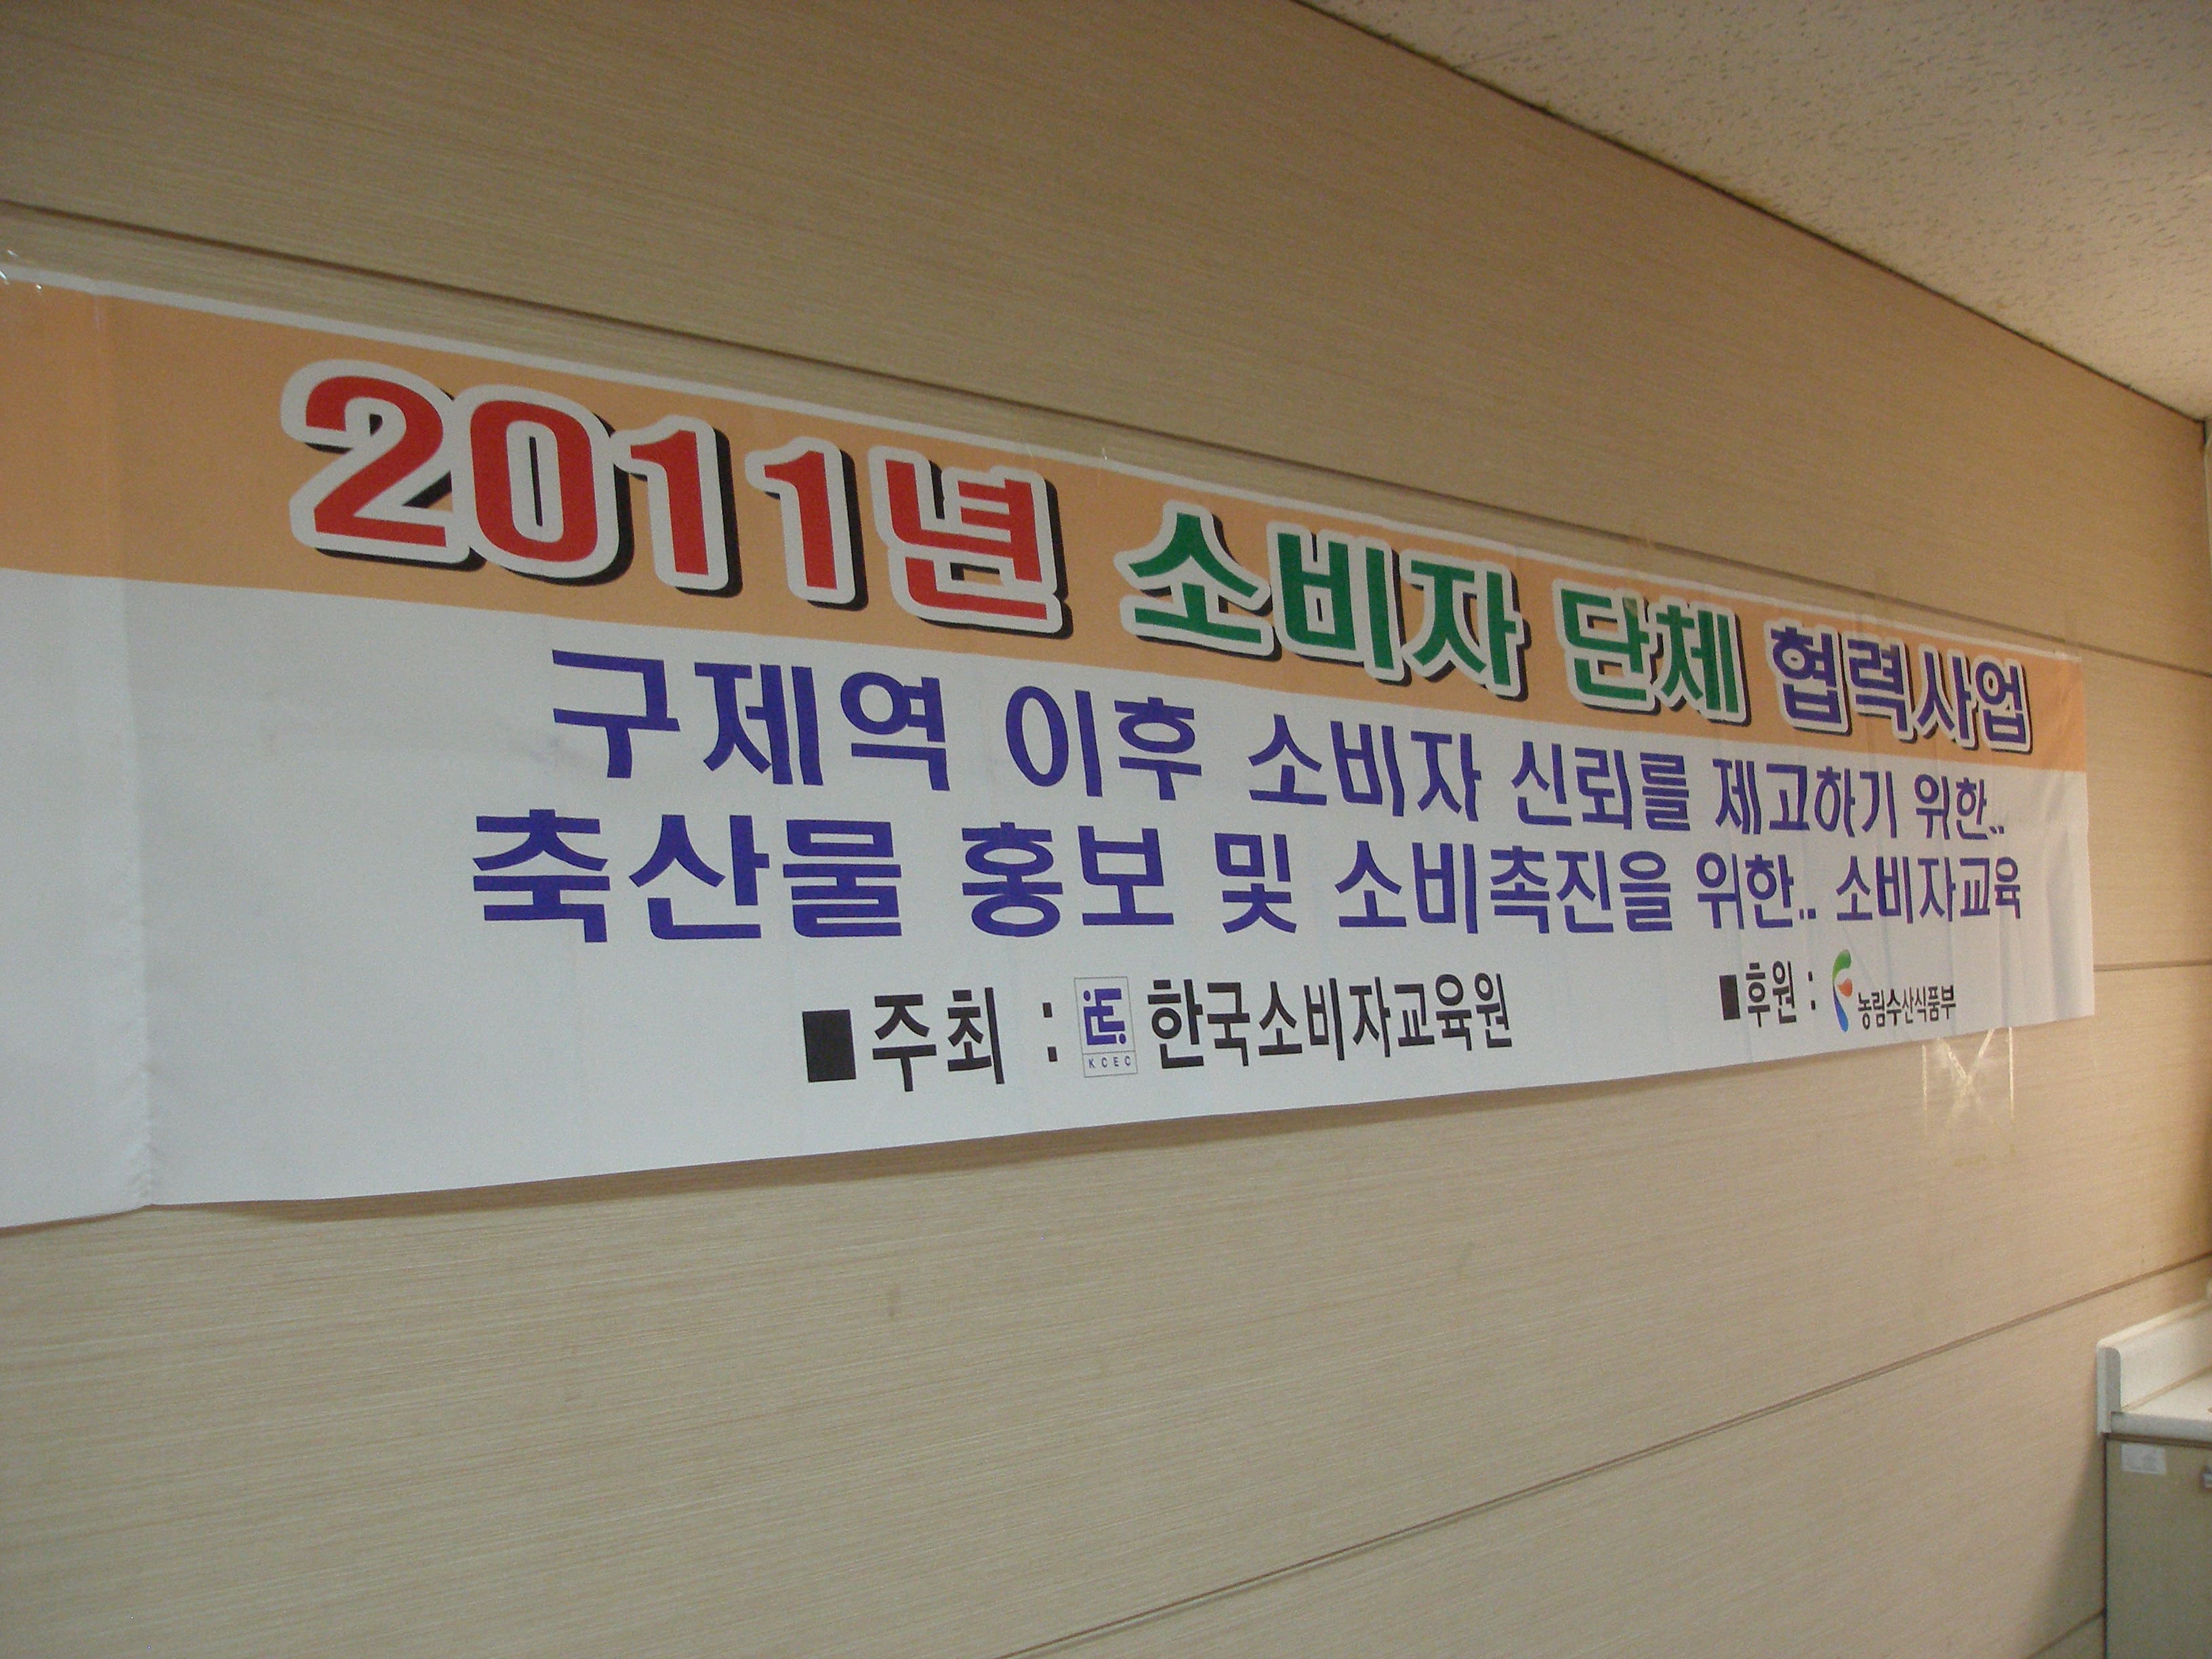 2011년 소비자 단체 협력사업
구제역 이후 소비자 신뢰를 제고하기 위한..
축산물 홍보 및 소비촉진을 위한.. 소비자교육
■주최 : KCEC 한국소비자교육원 ■후원 : 농림수산식품부